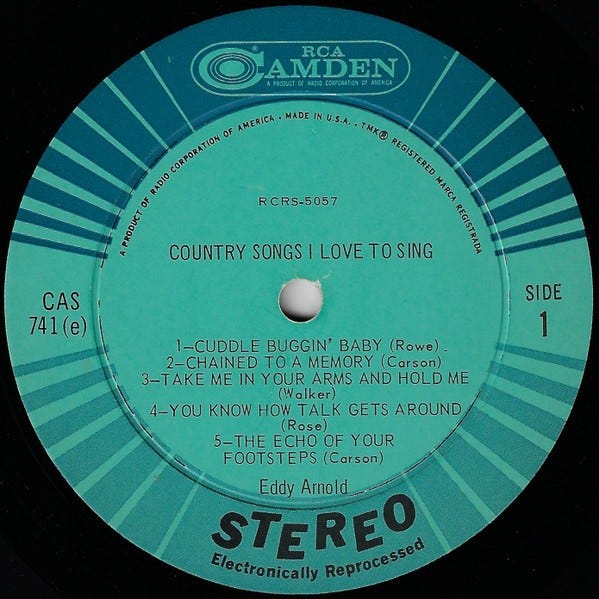 RCA
CAMDEN
A PRODUCT OF RADIO CORPORATION OF AMERICA
A PRODUCT OF RADIO CORPORATION OF AMERICA • MADE IN U.S.A. • TMK® REGISTERED MARCA REGISTRADA
RCRS-5057
COUNTRY SONGS I LOVE TO SING
CAS
741(e)
SIDE
1
1—CUDDLE BUGGIN' BABY (Rowe)
2—CHAINED TO A MEMORY (Carson)
3—TAKE ME IN YOUR ARMS AND HOLD ME
(Walker)
4—YOU KNOW HOW TALK GETS AROUND
(Rose)
5—THE ECHO OF YOUR
FOOTSTEPS (Carson)
Eddy Arnold
STEREO
Electronically Reprocessed